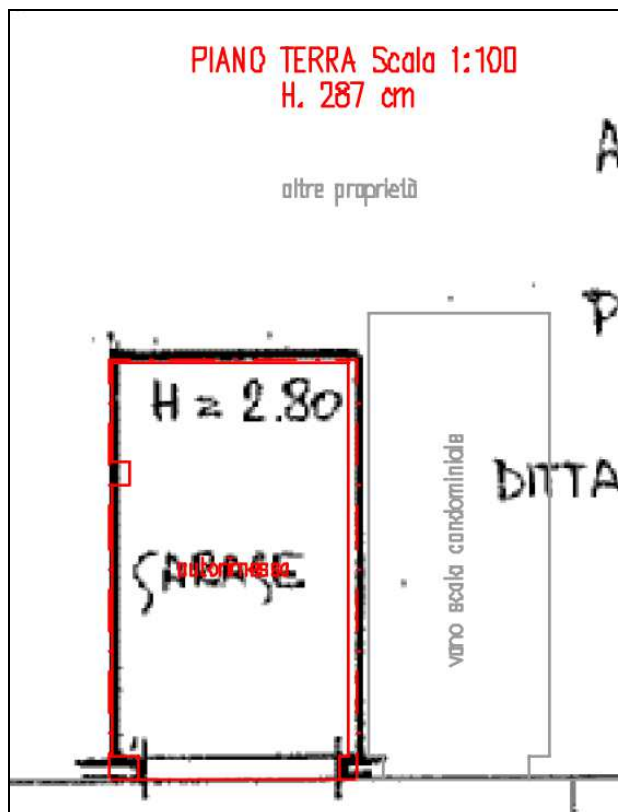 PIANO TERRA Scala 1:100
H. 287 cm
altre proprietà
A
P
H = 2.80
DITTA
vano scala condominiale
GARAGE
autorimessa